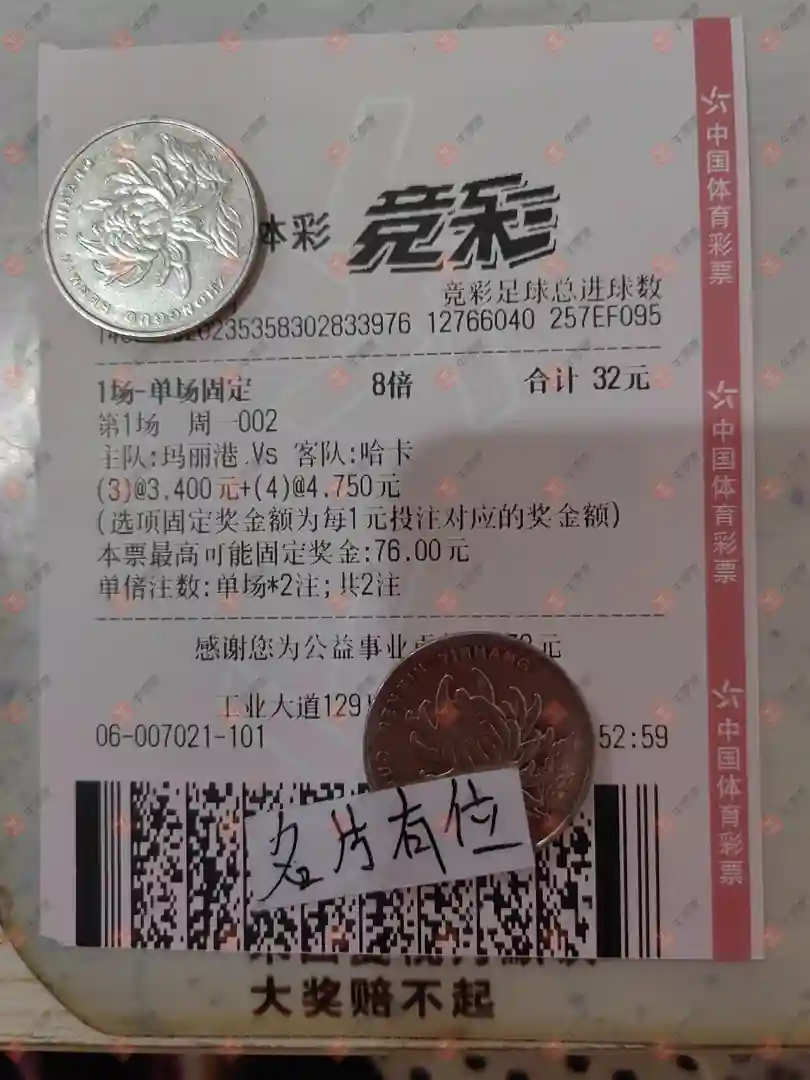 体彩 竞彩
竞彩足球总进球数
235358302833976 12766040 257EF095
1场-单场固定 8倍 合计 32元
第1场 周一002
主队:玛丽港 Vs 客队:哈卡
(3)@3.400元+(4)@4.750元
(选项固定奖金额为每1元投注对应的奖金额)
本票最高可能固定奖金:76.00元
单倍注数:单场*2注;共2注
感谢您为公益事业 元
工业大道129
06-007021-101 52:59
名片有位
大奖赔不起
中国体育彩票
中国体育彩票
中国体育彩票
ZHONGGUO RENMIN